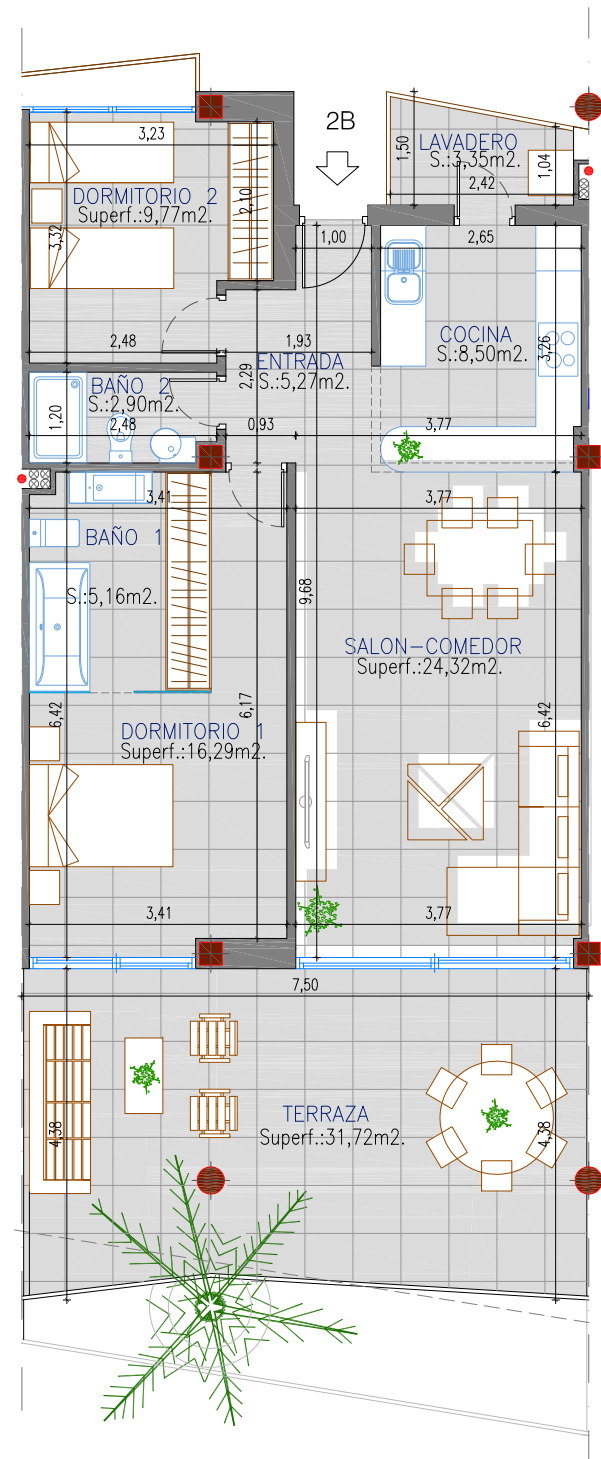 2B
3,23
1,50
LAVADERO
S.:3,35m2.
1,04
2,42
DORMITORIO 2
Superf.:9,77m2.
2,10
3,32
1,00
2,65
COCINA
S.:8,50m2.
3,26
2,48
1,93
ENTRADA
S.:5,27m2.
2,29
BAÑO 2
S.:2,90m2.
1,20
2,48
0,93
3,77
3,41
3,77
BAÑO 1
S.:5,16m2.
9,68
SALON-COMEDOR
Superf.:24,32m2.
6,42
6,17
6,42
DORMITORIO 1
Superf.:16,29m2.
3,41
3,77
7,50
TERRAZA
Superf.:31,72m2.
4,38
4,38